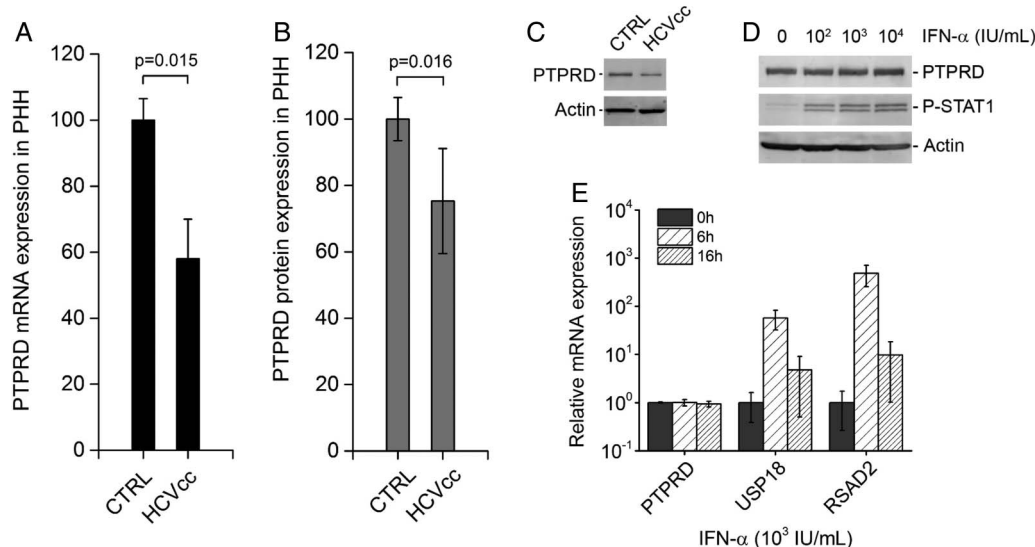 A
PTPRD mRNA expression in PHH
120
100
80
60
40
20
0
p=0.015
CTRL
HCVcc
B
PTPRD protein expression in PHH
120
100
80
60
40
20
0
p=0.016
CTRL
HCVcc
C
CTRL
HCVcc
PTPRD
Actin
D
0 10² 10³ 10⁴ IFN-α (IU/mL)
PTPRD
P-STAT1
Actin
E
Relative mRNA expression
10⁴
10³
10²
10¹
10⁰
10⁻¹
0h
6h
16h
PTPRD
USP18
RSAD2
IFN-α (10³ IU/mL)